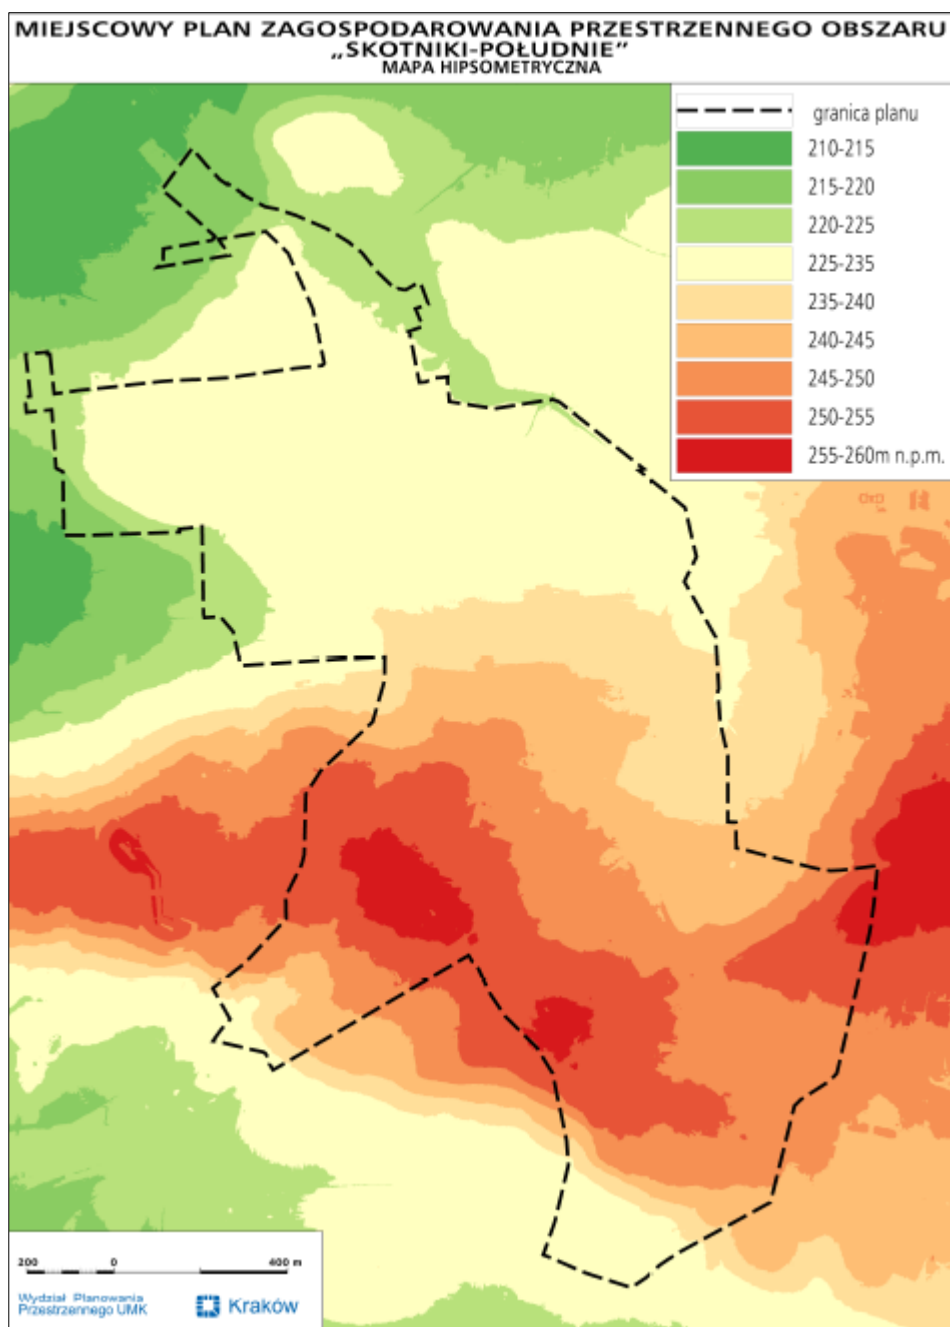 MIEJSCOWY PLAN ZAGOSPODAROWANIA PRZESTRZENNEGO OBSZARU
„SKOTNIKI-POŁUDNIE”
MAPA HIPSOMETRYCZNA
granica planu
210-215
215-220
220-225
225-235
235-240
240-245
245-250
250-255
255-260m n.p.m.
200 0 400 m
Wydział Planowania
Przestrzennego UMK
Kraków